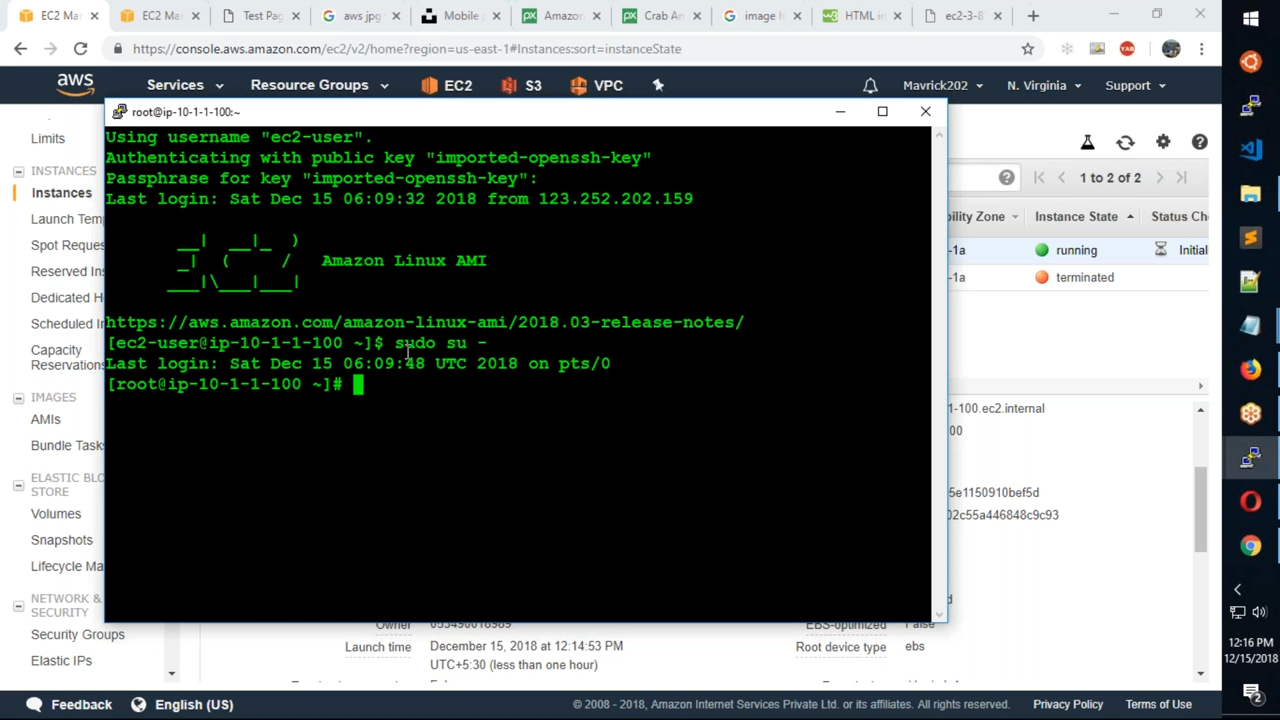 EC2 Mar
EC2 Mar
Test Pag
aws jpg
Mobile p
Amazon
Crab An
image h
HTML in
ec2-3-8
https://console.aws.amazon.com/ec2/v2/home?region=us-east-1#Instances:sort=instanceState
aws
Services
Resource Groups
EC2
S3
VPC
Mavrick202
N. Virginia
Support
root@ip-10-1-1-100:~
Using username "ec2-user".
Authenticating with public key "imported-openssh-key"
Passphrase for key "imported-openssh-key":
Last login: Sat Dec 15 06:09:32 2018 from 123.252.202.159
__| __|_ )
_| ( / Amazon Linux AMI
___|\___|___|
https://aws.amazon.com/amazon-linux-ami/2018.03-release-notes/
[ec2-user@ip-10-1-1-100 ~]$ sudo su -
Last login: Sat Dec 15 06:09:48 UTC 2018 on pts/0
[root@ip-10-1-1-100 ~]#
Limits
INSTANCES
Instances
Launch Tem
Spot Reques
Reserved Ins
Dedicated H
Scheduled In
Capacity
Reservations
IMAGES
AMIs
Bundle Tasks
ELASTIC BLO
STORE
Volumes
Snapshots
Lifecycle Ma
NETWORK &
SECURITY
Security Groups
Elastic IPs
1 to 2 of 2
bility Zone
Instance State
Status Che
-1a
running
Initial
-1a
terminated
1-100.ec2.internal
00
5e1150910bef5d
02c55a446848c9c93
d
Owner
EBS-optimized
False
Launch time
December 15, 2018 at 12:14:53 PM
UTC+5:30 (less than one hour)
Root device type
ebs
Feedback
English (US)
© 2008 - 2018, Amazon Internet Services Private Ltd. or its affiliates. All rights reserved.
Privacy Policy
Terms of Use
12:16 PM
12/15/2018
2